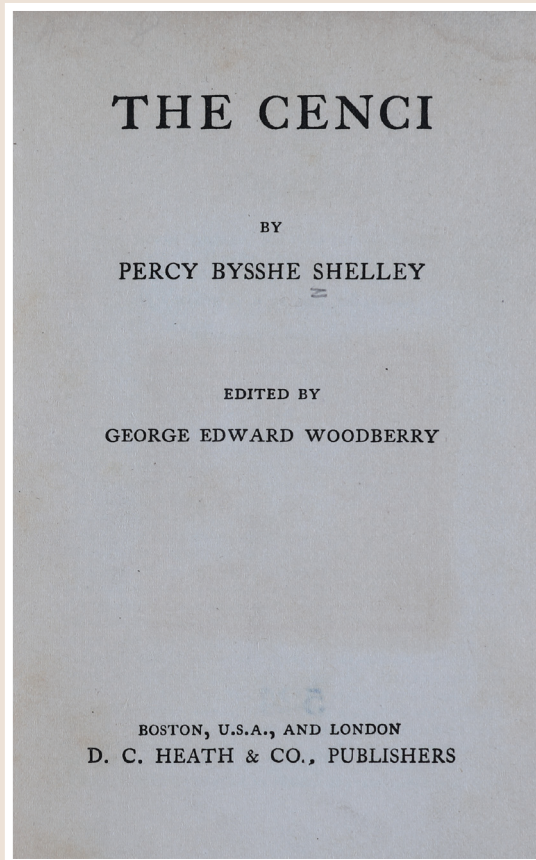 THE CENCI
BY
PERCY BYSSHE SHELLEY
EDITED BY
GEORGE EDWARD WOODBERRY
BOSTON, U.S.A., AND LONDON
D. C. HEATH & CO., PUBLISHERS